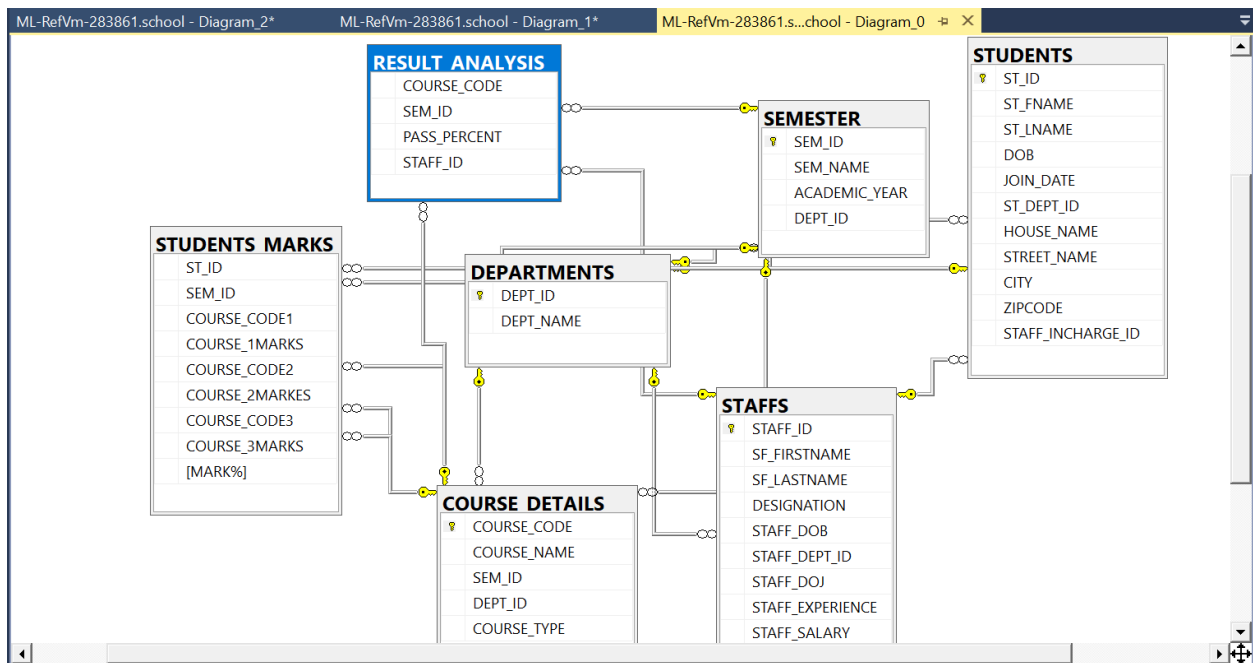 ML-RefVm-283861.school - Diagram_2*
ML-RefVm-283861.school - Diagram_1*
ML-RefVm-283861.s...chool - Diagram_0
RESULT_ANALYSIS
COURSE_CODE
SEM_ID
PASS_PERCENT
STAFF_ID
SEMESTER
SEM_ID
SEM_NAME
ACADEMIC_YEAR
DEPT_ID
STUDENTS
ST_ID
ST_FNAME
ST_LNAME
DOB
JOIN_DATE
ST_DEPT_ID
HOUSE_NAME
STREET_NAME
CITY
ZIPCODE
STAFF_INCHARGE_ID
STUDENTS_MARKS
ST_ID
SEM_ID
COURSE_CODE1
COURSE_1MARKS
COURSE_CODE2
COURSE_2MARKES
COURSE_CODE3
COURSE_3MARKS
[MARK%]
DEPARTMENTS
DEPT_ID
DEPT_NAME
COURSE_DETAILS
COURSE_CODE
COURSE_NAME
SEM_ID
DEPT_ID
COURSE_TYPE
STAFFS
STAFF_ID
SF_FIRSTNAME
SF_LASTNAME
DESIGNATION
STAFF_DOB
STAFF_DEPT_ID
STAFF_DOJ
STAFF_EXPERIENCE
STAFF_SALARY